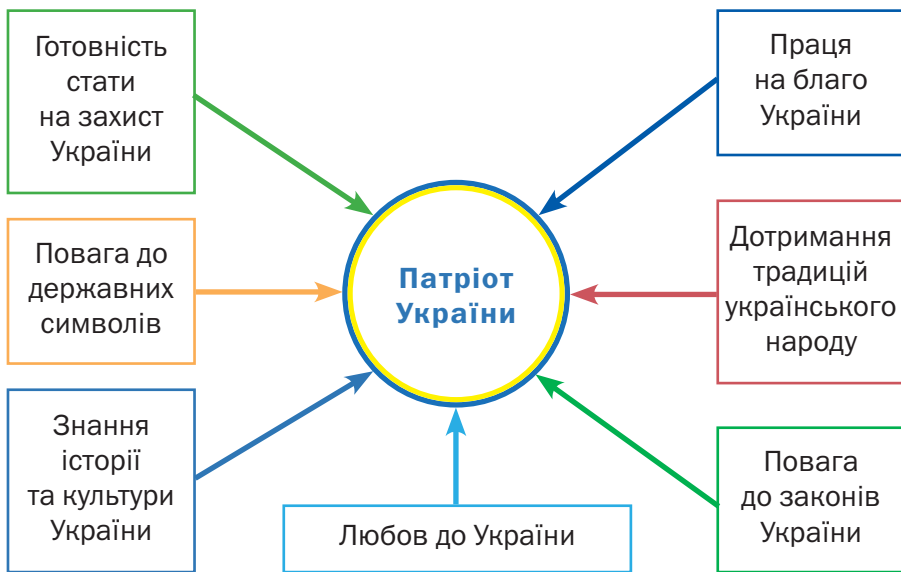 Готовність
стати
на захист
України
Праця
на благо
України
Повага до
державних
символів
Патріот
України
Дотримання
традицій
українського
народу
Знання
історії
та культури
України
Любов до України
Повага
до законів
України